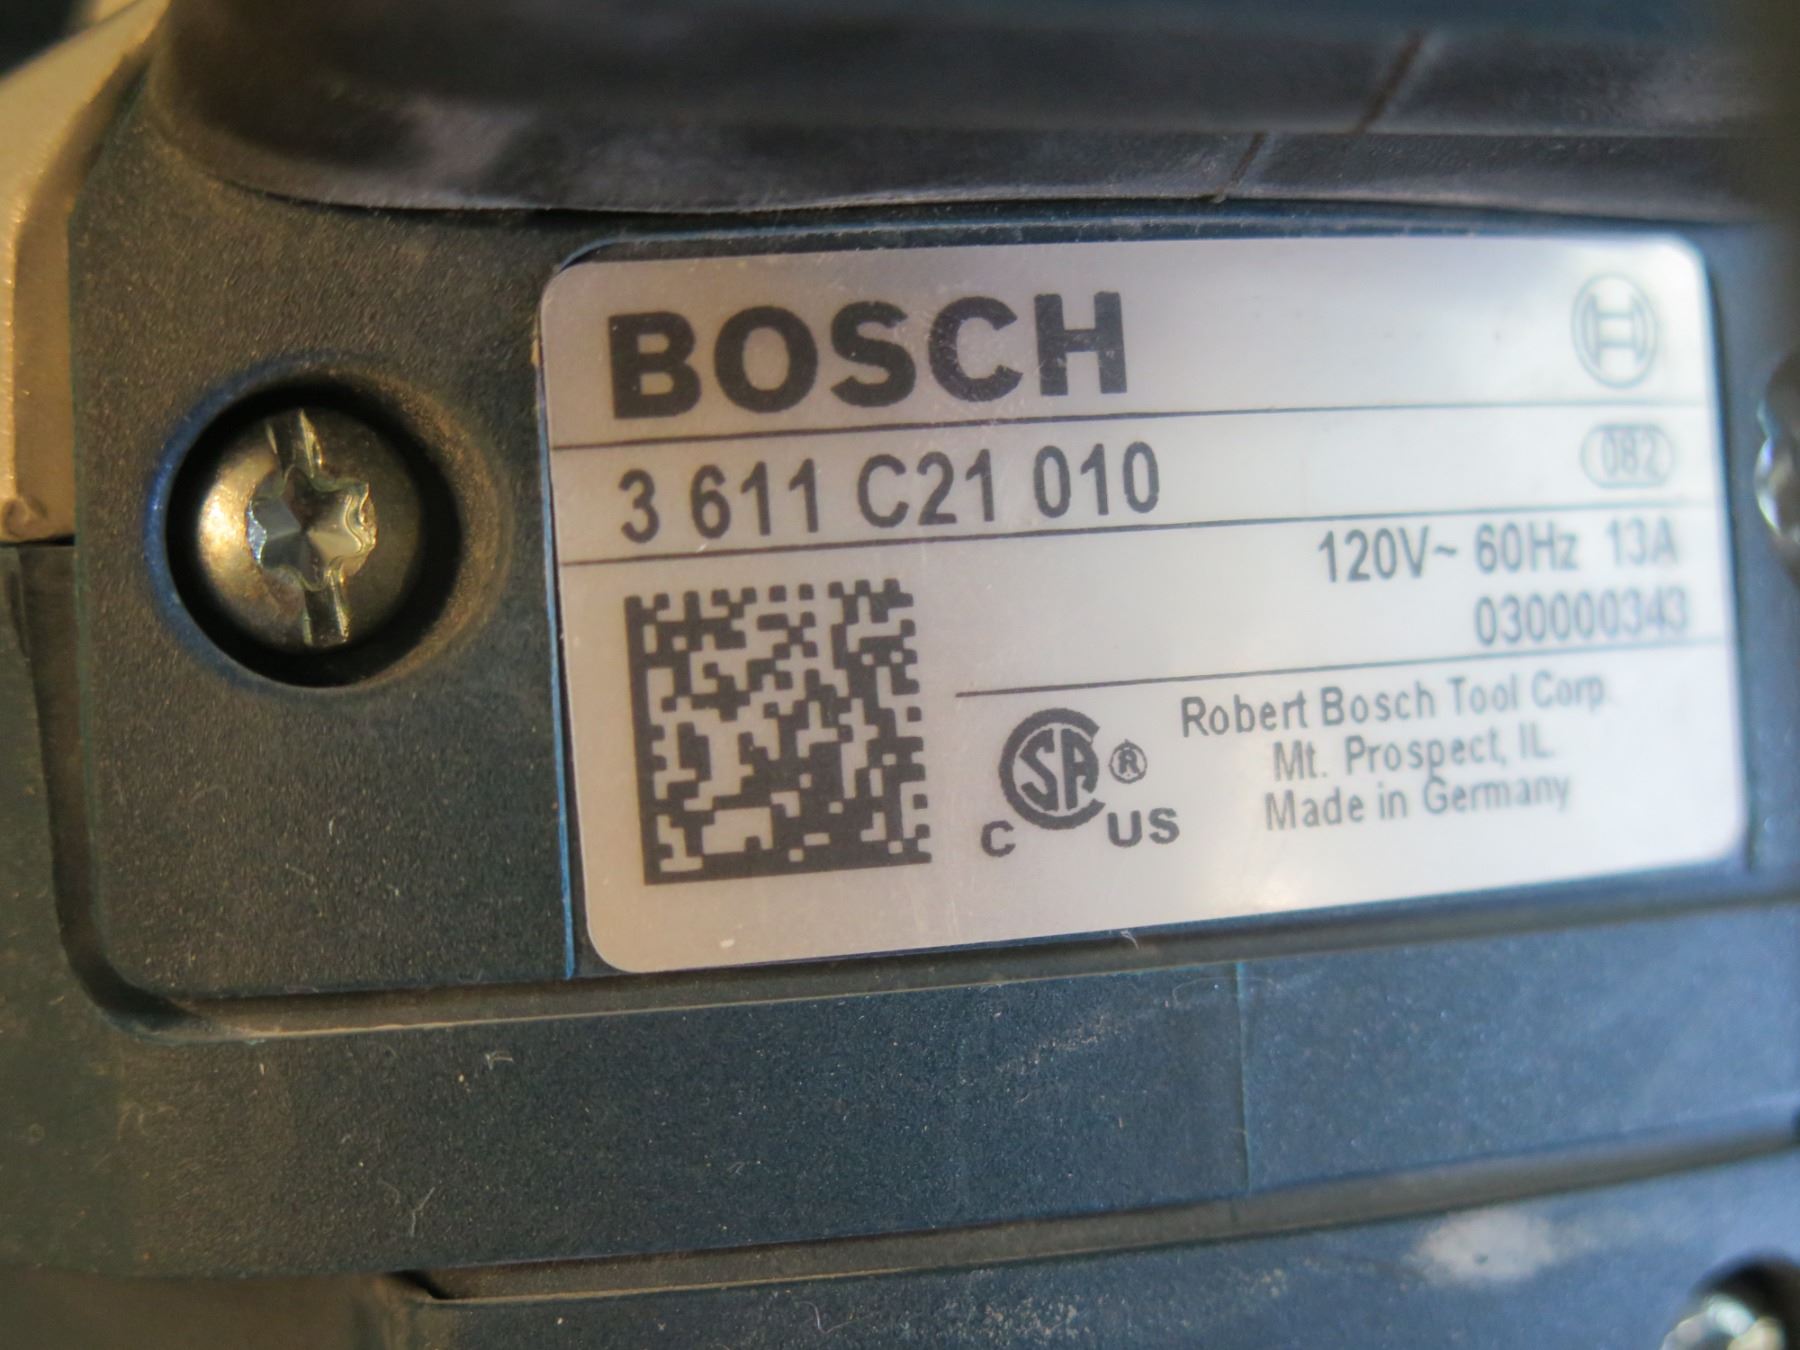 BOSCH
3 611 C21 010
082
120V~ 60Hz 13A
030000343
Robert Bosch Tool Corp.
Mt. Prospect, IL.
Made in Germany
C SA ® US